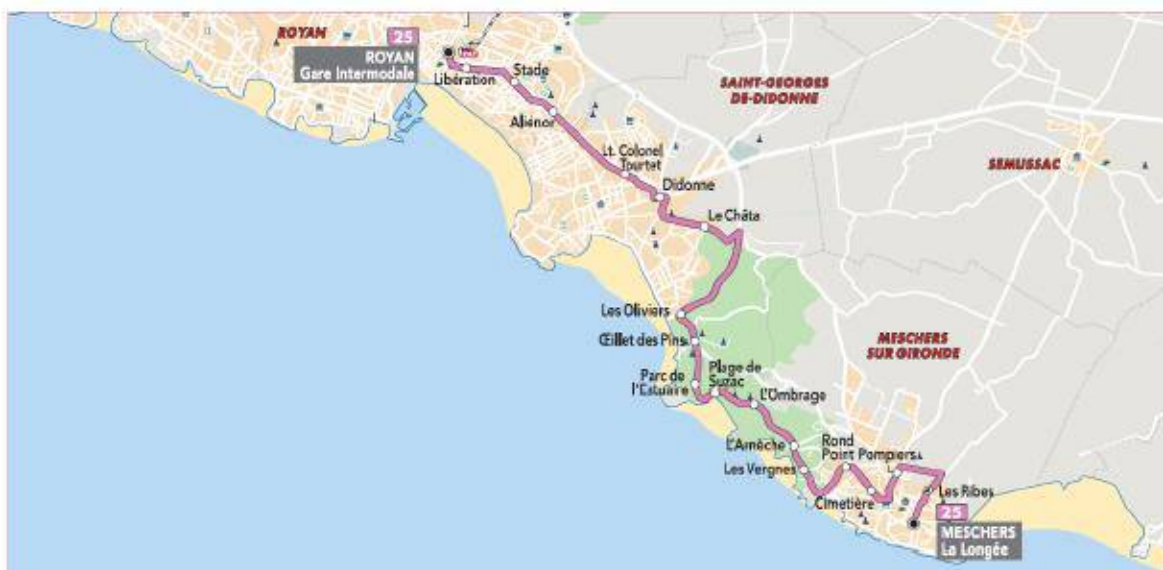 ROYAN
25
ROYAN
Gare Intermodale
Libération
Stade
Aliénor
SAINT-GEORGES
DE-DIDONNE
Lt. Colonel
Tourtet
Didonne
SEMUSSAC
Le Châta
Les Oliviers
Œillet des Pins
MESCHERS
SUR GIRONDE
Parc de
l'Estuaire
Plage de
Suzac
L'Ombrage
L'Arnèche
Rond
Point Pompiers
Les Vergnes
Cimetière
Les Ribes
25
MESCHERS
La Longée